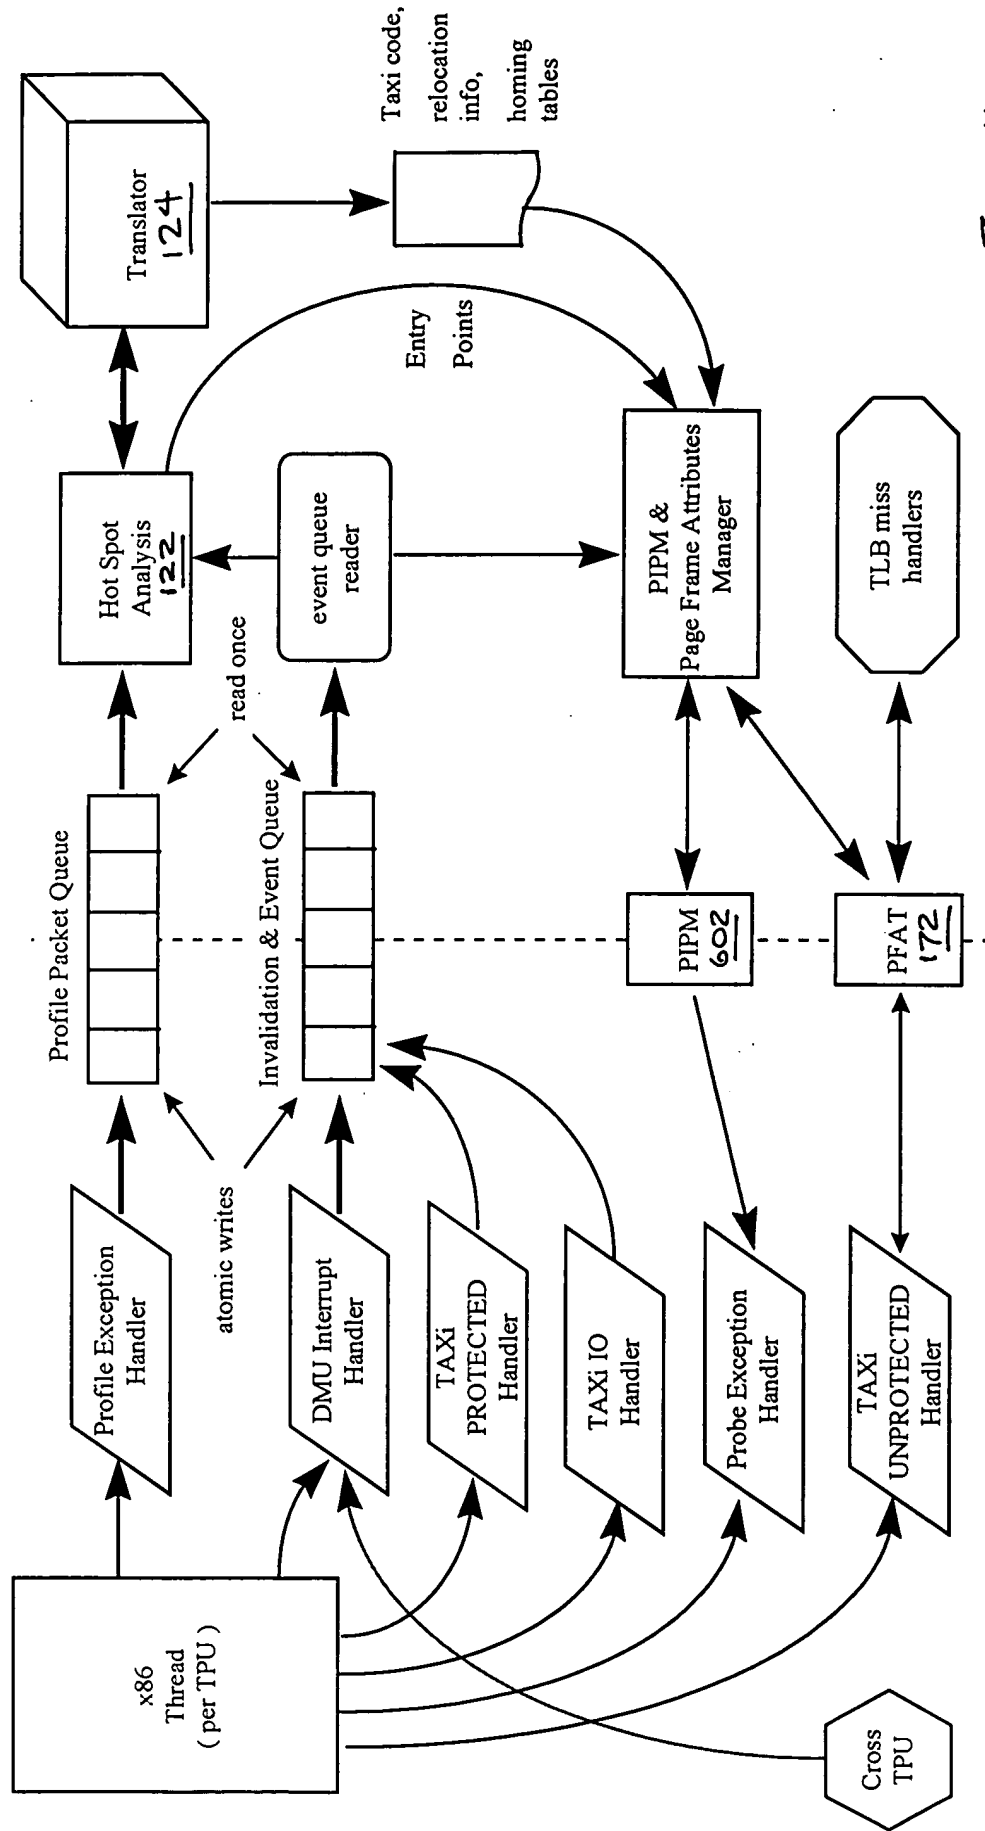 x86
Thread
( per TPU )
Cross
TPU
Profile Exception
Handler
DMU Interrupt
Handler
TAXi
PROTECTED
Handler
TAXi IO
Handler
Probe Exception
Handler
TAXi
UNPROTECTED
Handler
atomic writes
Profile Packet Queue
Invalidation & Event Queue
read once
PIPM
602
PFAT
172
Hot Spot
Analysis
122
event queue
reader
PIPM &
Page Frame Attributes
Manager
TLB miss
handlers
Entry
Points
Translator
124
Taxi code,
relocation
info,
homing
tables